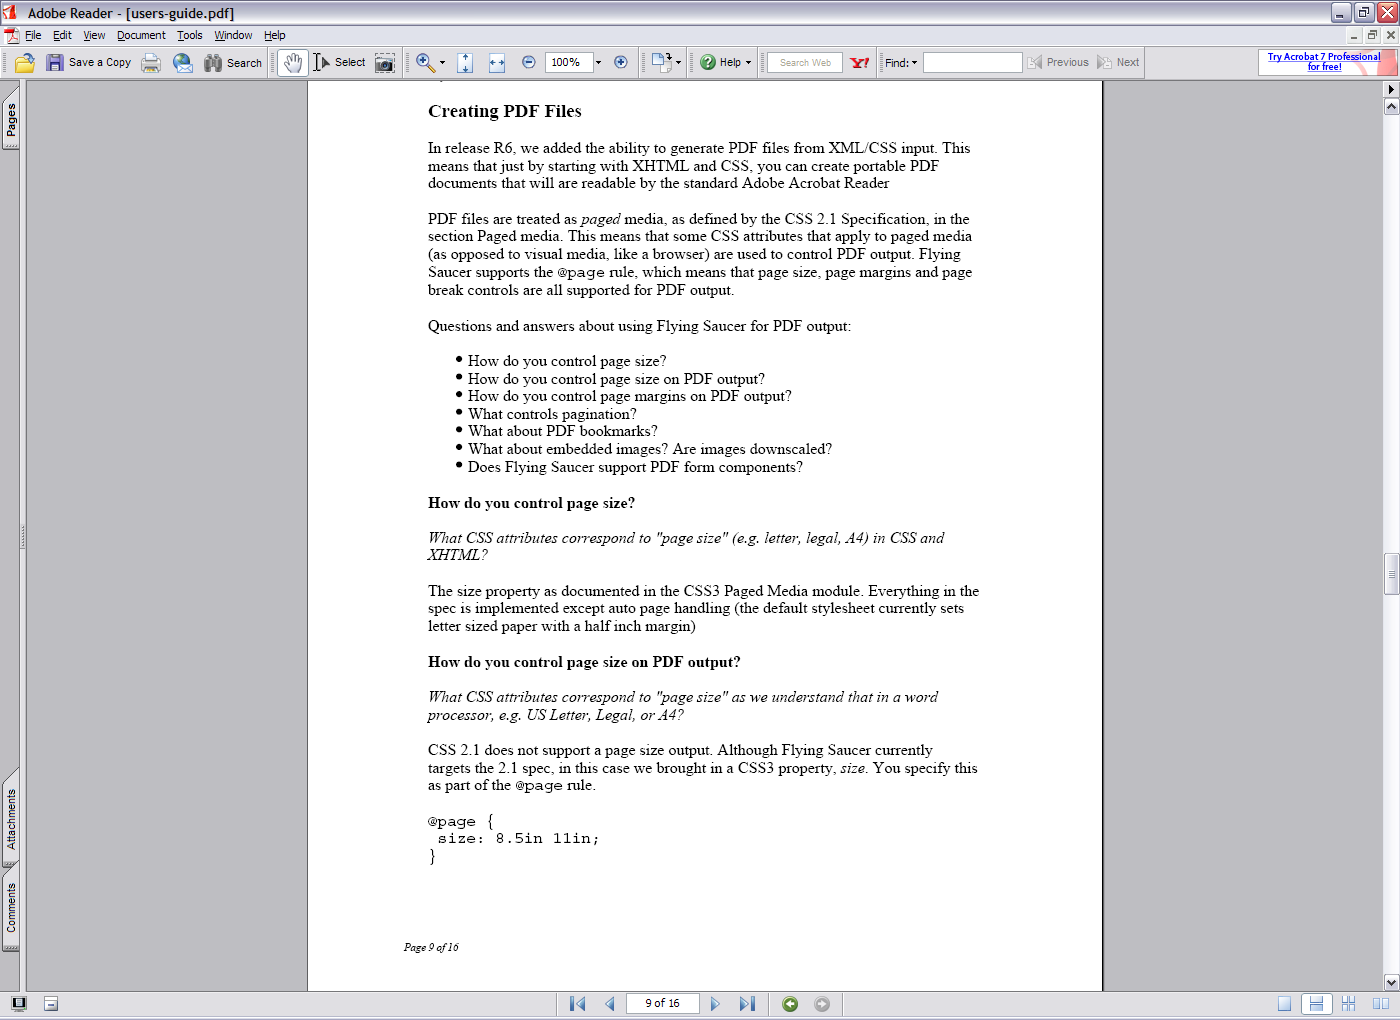 Adobe Reader - [users-guide.pdf]
File Edit View Document Tools Window Help
Save a Copy Search Select 100% Help Search Web Y! Find: Previous Next
Try Acrobat 7 Professional
for free!
Pages
Attachments
Comments
Creating PDF Files
In release R6, we added the ability to generate PDF files from XML/CSS input. This
means that just by starting with XHTML and CSS, you can create portable PDF
documents that will are readable by the standard Adobe Acrobat Reader
PDF files are treated as paged media, as defined by the CSS 2.1 Specification, in the
section Paged media. This means that some CSS attributes that apply to paged media
(as opposed to visual media, like a browser) are used to control PDF output. Flying
Saucer supports the @page rule, which means that page size, page margins and page
break controls are all supported for PDF output.
Questions and answers about using Flying Saucer for PDF output:
• How do you control page size?
• How do you control page size on PDF output?
• How do you control page margins on PDF output?
• What controls pagination?
• What about PDF bookmarks?
• What about embedded images? Are images downscaled?
• Does Flying Saucer support PDF form components?
How do you control page size?
What CSS attributes correspond to "page size" (e.g. letter, legal, A4) in CSS and
XHTML?
The size property as documented in the CSS3 Paged Media module. Everything in the
spec is implemented except auto page handling (the default stylesheet currently sets
letter sized paper with a half inch margin)
How do you control page size on PDF output?
What CSS attributes correspond to "page size" as we understand that in a word
processor, e.g. US Letter, Legal, or A4?
CSS 2.1 does not support a page size output. Although Flying Saucer currently
targets the 2.1 spec, in this case we brought in a CSS3 property, size. You specify this
as part of the @page rule.
@page {
size: 8.5in 11in;
}
Page 9 of 16
9 of 16